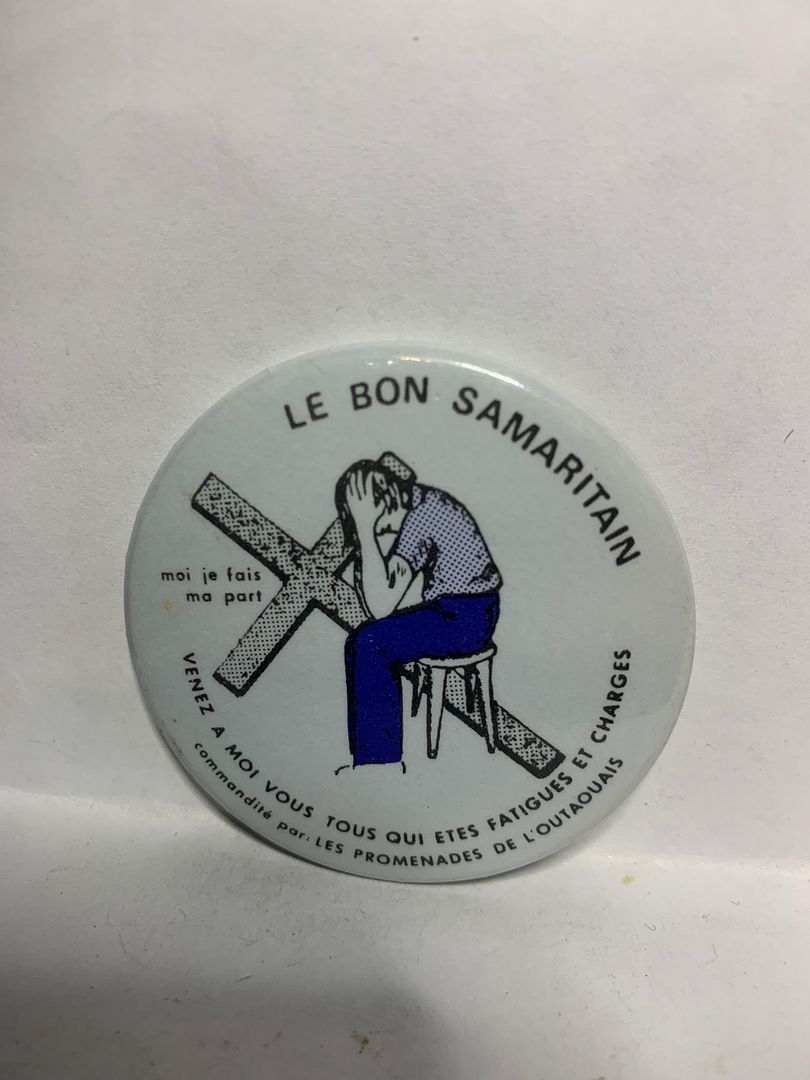 LE BON SAMARITAIN
moi je fais
ma part
VENEZ A MOI VOUS TOUS QUI ETES FATIGUES ET CHARGES
commandité par: LES PROMENADES DE L'OUTAOUAIS